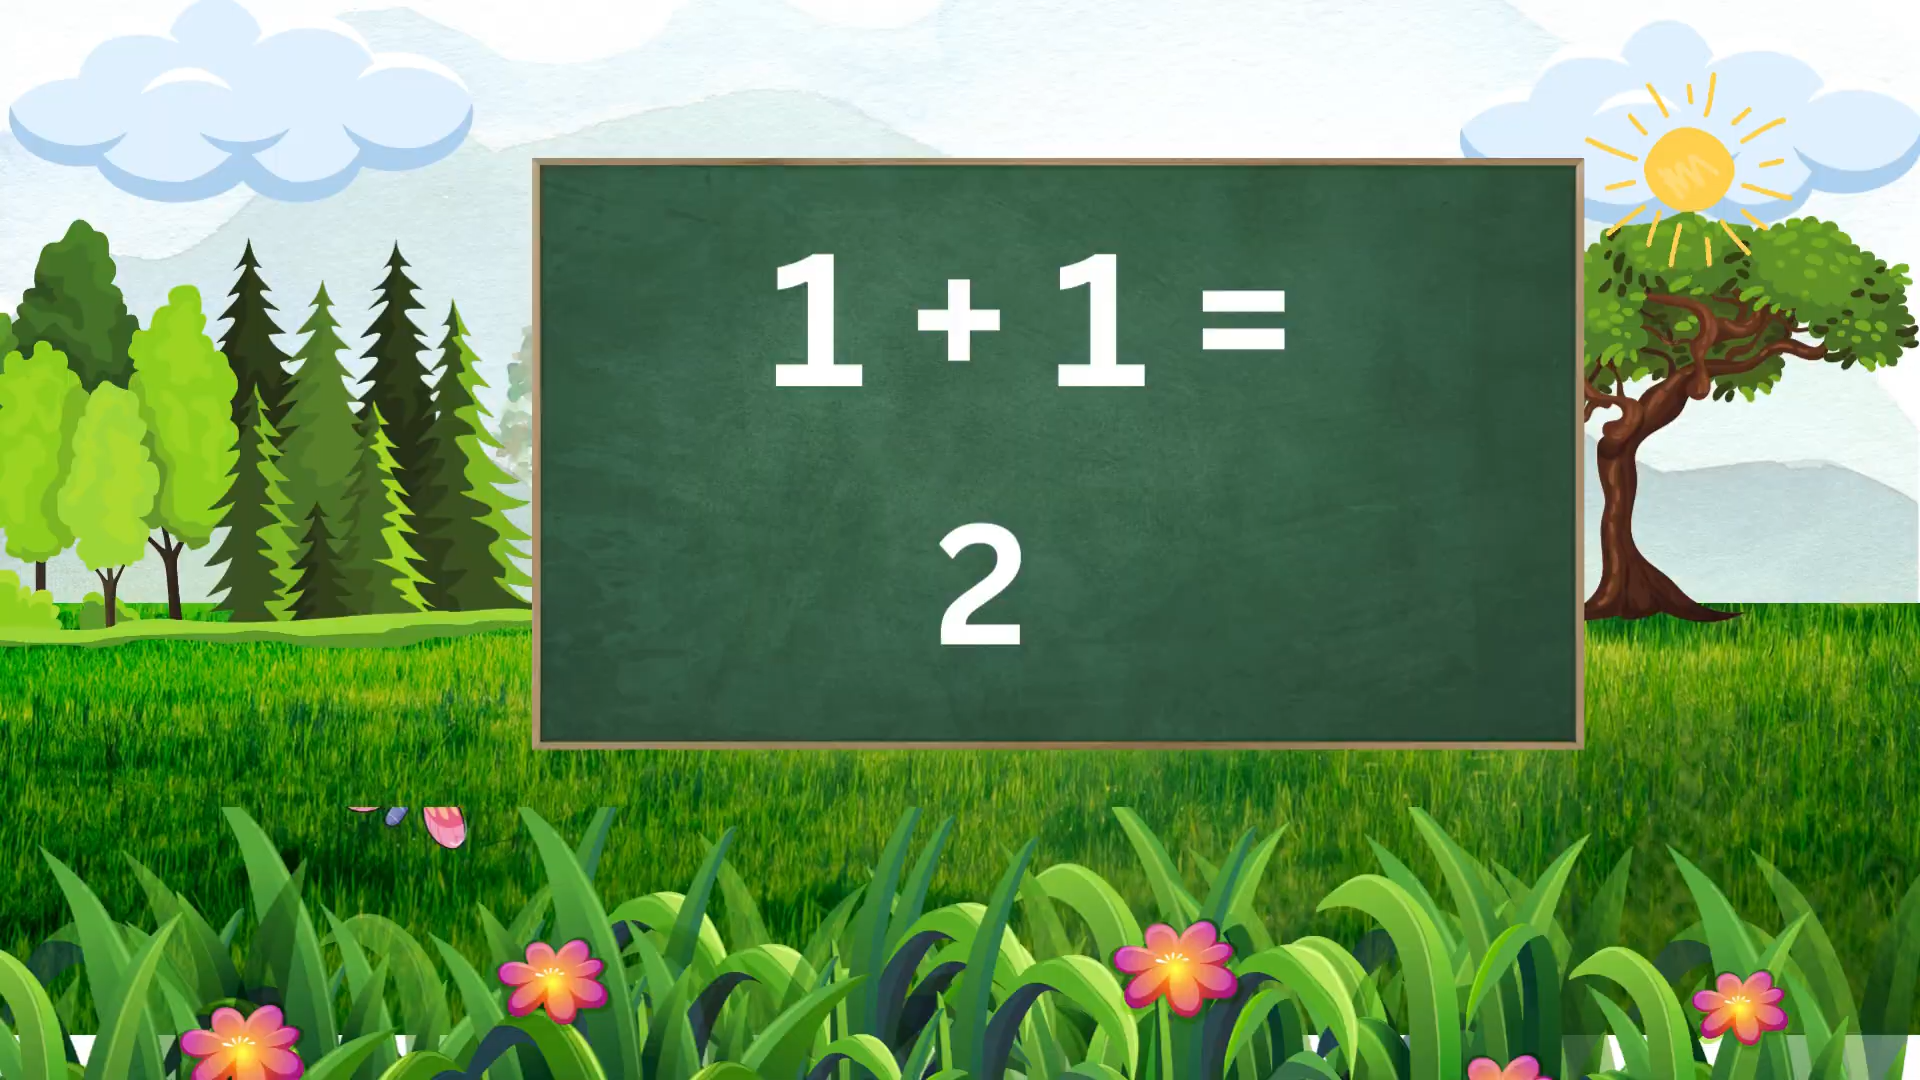 1 + 1 =
2